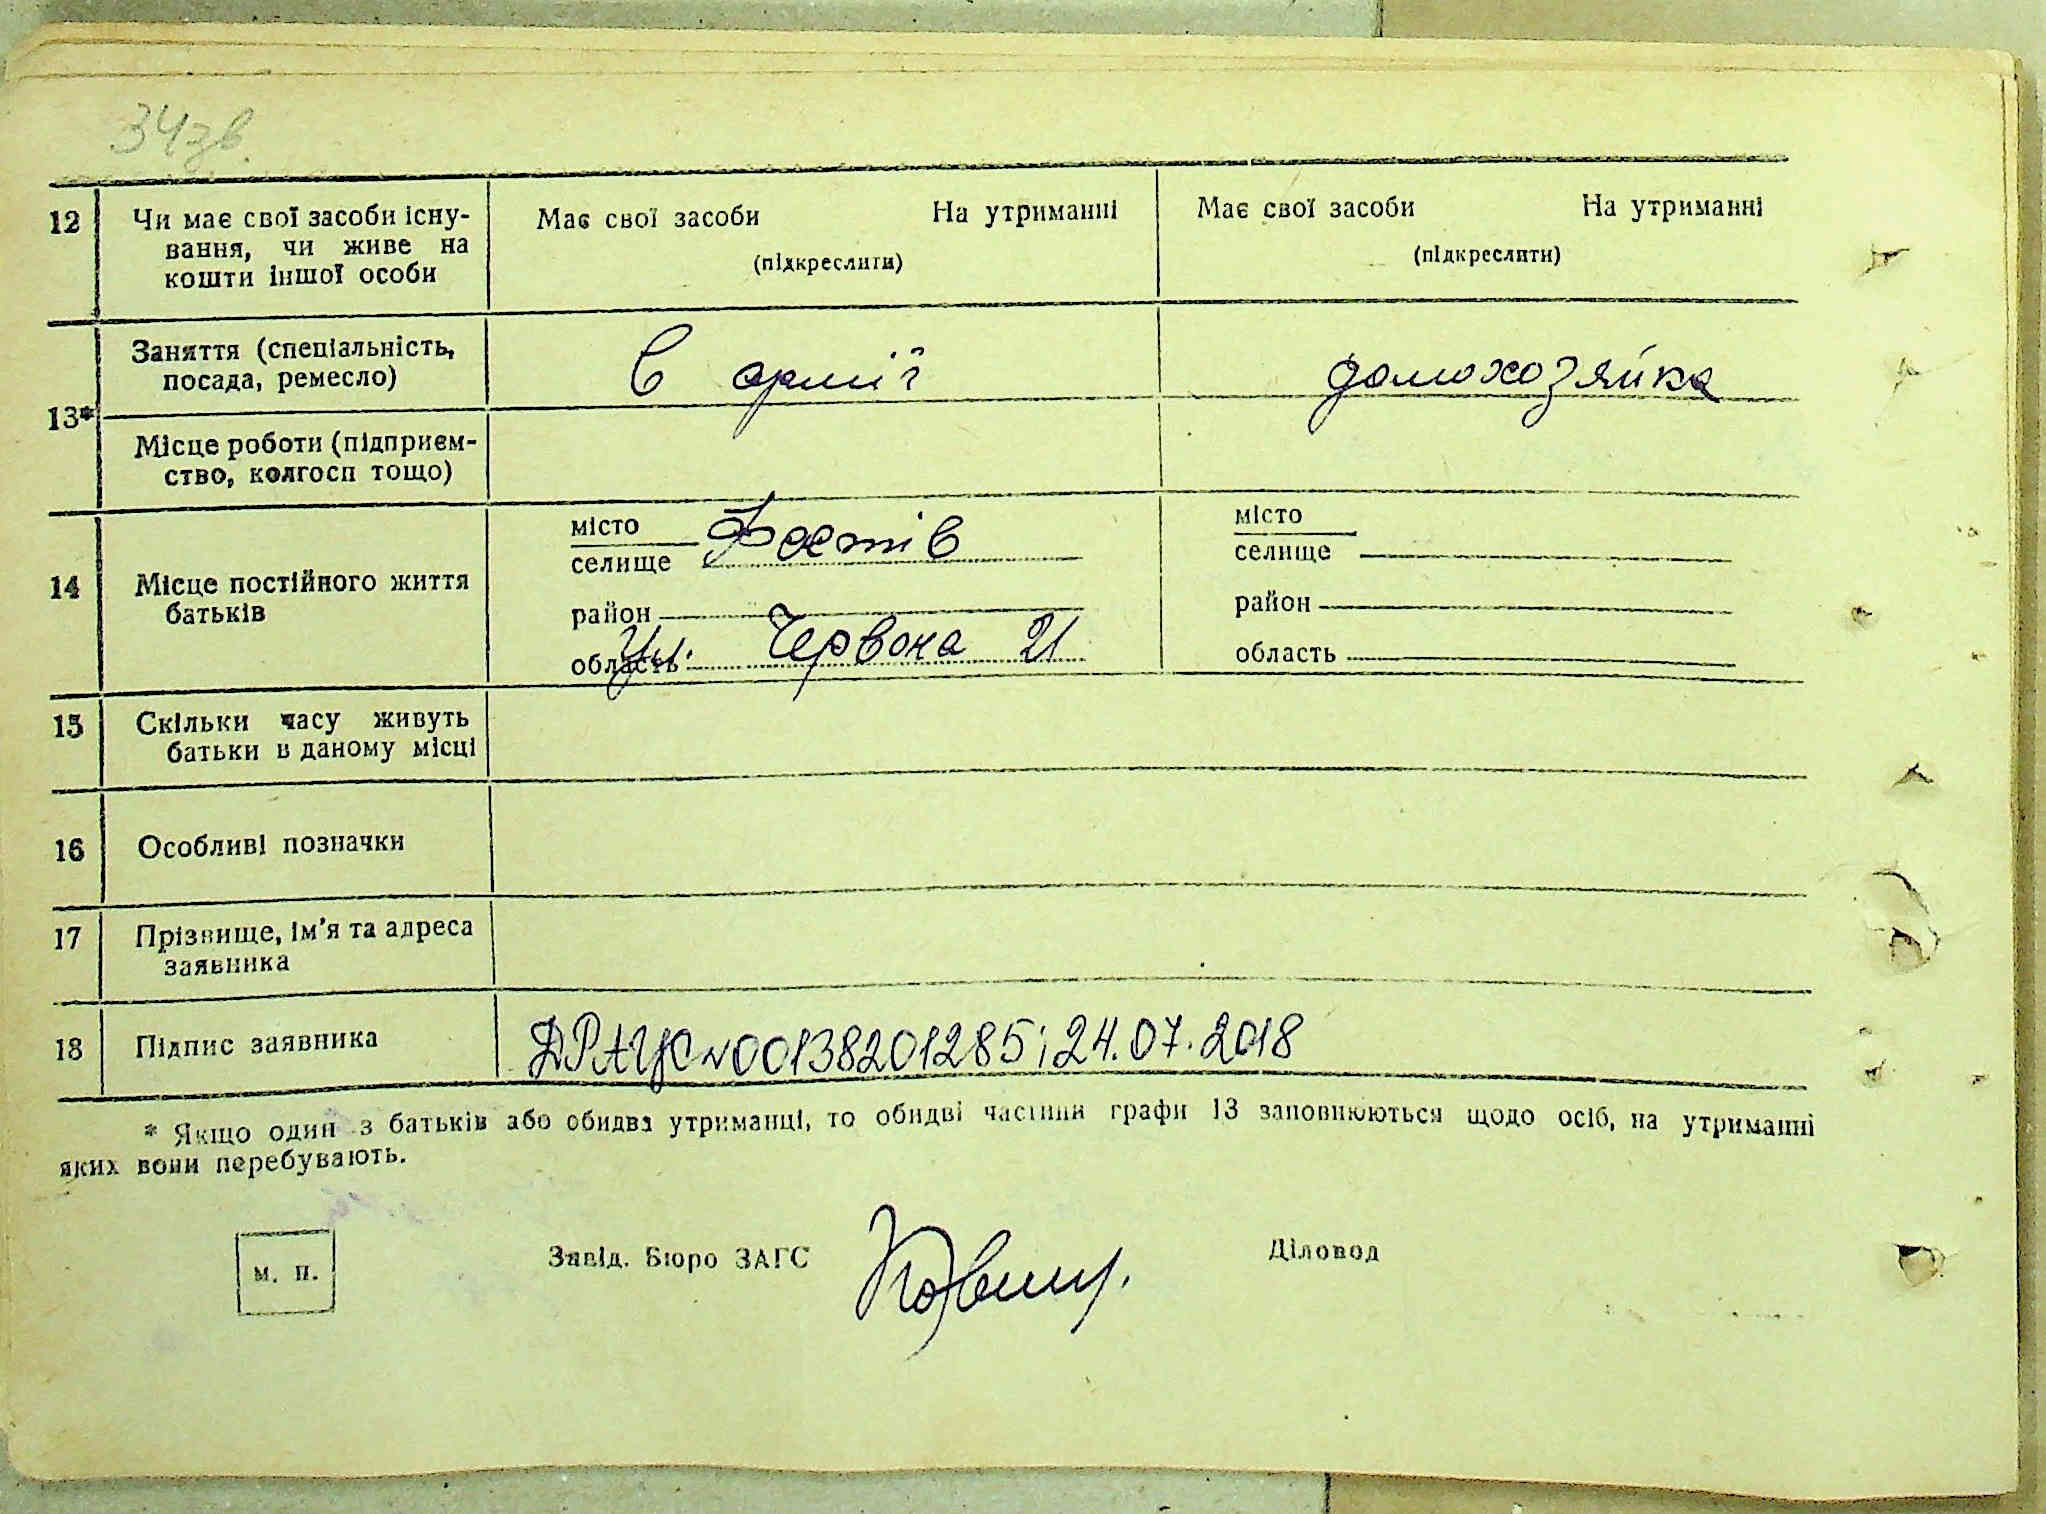 34зв.
12 Чи має свої засоби існу- Має свої засоби На утриманні Має свої засоби На утриманні
вання, чи живе на (підкреслити) (підкреслити)
кошти іншої особи
13* Заняття (спеціальність, В армії домохозяйка
посада, ремесло)
Місце роботи (підприєм-
ство, колгосп тощо)
14 Місце постійного життя місто Фастів місто
батьків селище селище
район район
область Ул. Червона 21 область
15 Скільки часу живуть
батьки в даному місці
16 Особливі позначки
17 Прізвище, ім'я та адреса
заявника
18 Підпис заявника ДРАЦС N00138201285; 24.07.2018
* Якщо один з батьків або обидва утриманці, то обидві частини графи 13 заповнюються щодо осіб, на утриманні
яких вони перебувають.
м. п. Завід. Бюро ЗАГС Діловод